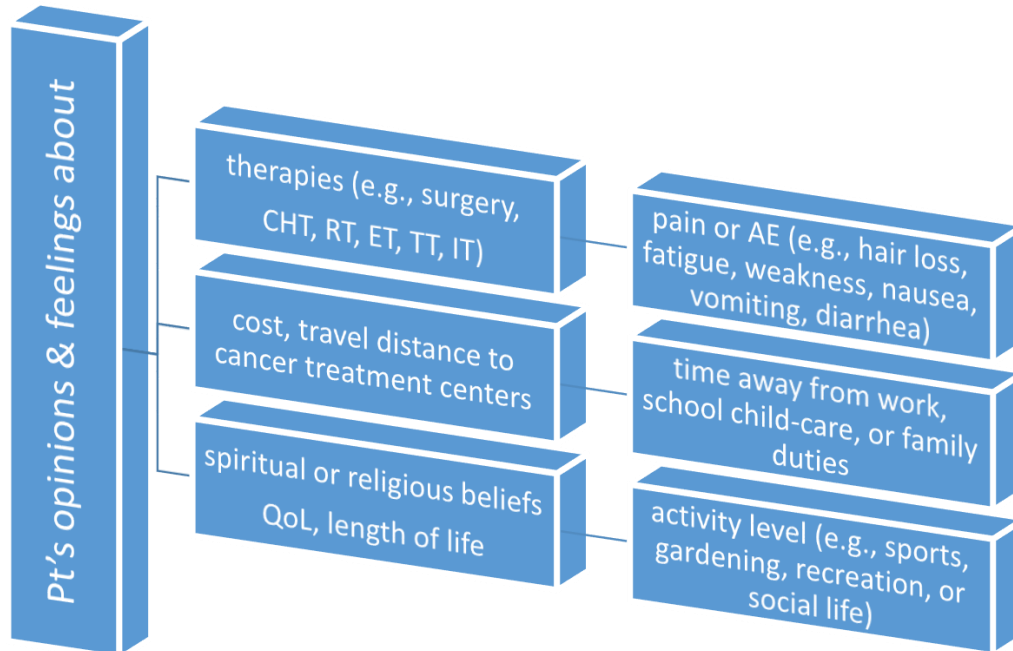 Pt's opinions & feelings about
therapies (e.g., surgery,
CHT, RT, ET, TT, IT)
pain or AE (e.g., hair loss,
fatigue, weakness, nausea,
vomiting, diarrhea)
cost, travel distance to
cancer treatment centers
time away from work,
school child-care, or family
duties
spiritual or religious beliefs
QoL, length of life
activity level (e.g., sports,
gardening, recreation, or
social life)